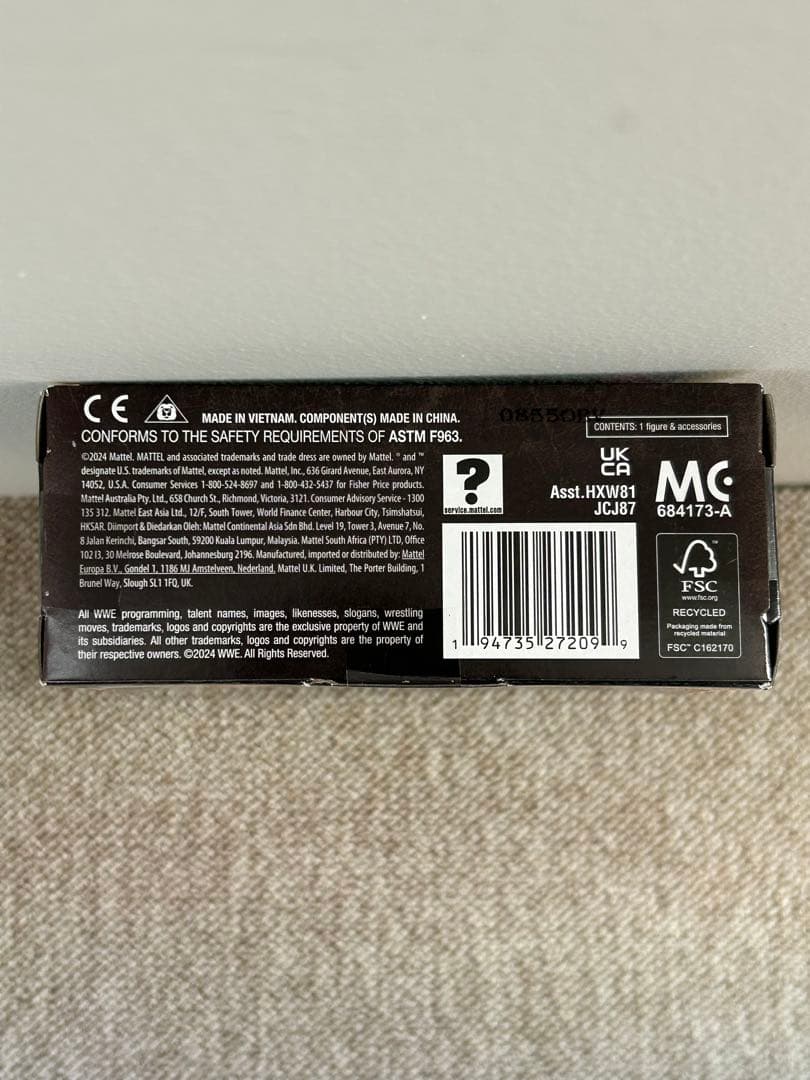 CE
MADE IN VIETNAM. COMPONENT(S) MADE IN CHINA.
CONFORMS TO THE SAFETY REQUIREMENTS OF ASTM F963.
©2024 Mattel. MATTEL and associated trademarks and trade dress are owned by Mattel. ® and ™
designate U.S. trademarks of Mattel, except as noted. Mattel, Inc., 636 Girard Avenue, East Aurora, NY
14052, U.S.A. Consumer Services 1-800-524-8697 and 1-800-432-5437 for Fisher Price products.
Mattel Australia Pty. Ltd., 658 Church St., Richmond, Victoria, 3121. Consumer Advisory Service - 1300
135 312. Mattel East Asia Ltd., 12/F, South Tower, World Finance Center, Harbour City, Tsimshatsui,
HKSAR. Diimport & Diedarkan Oleh: Mattel Continental Asia Sdn Bhd. Level 19, Tower 3, Avenue 7, No.
8 Jalan Kerinchi, Bangsar South, 59200 Kuala Lumpur, Malaysia. Mattel South Africa (PTY) LTD, Office
102 I3, 30 Melrose Boulevard, Johannesburg 2196. Manufactured, imported or distributed by: Mattel
Europa B.V., Gondel 1, 1186 MJ Amstelveen, Nederland. Mattel U.K. Limited, The Porter Building, 1
Brunel Way, Slough SL1 1FQ, UK.
All WWE programming, talent names, images, likenesses, slogans, wrestling
moves, trademarks, logos and copyrights are the exclusive property of WWE and
its subsidiaries. All other trademarks, logos and copyrights are the property of
their respective owners. ©2024 WWE. All Rights Reserved.
CONTENTS: 1 figure & accessories
?
service.mattel.com
UK
CA
Asst.HXW81
JCJ87
1 94735 27209 9
MC
684173-A
FSC
www.fsc.org
RECYCLED
Packaging made from
recycled material
FSC™ C162170